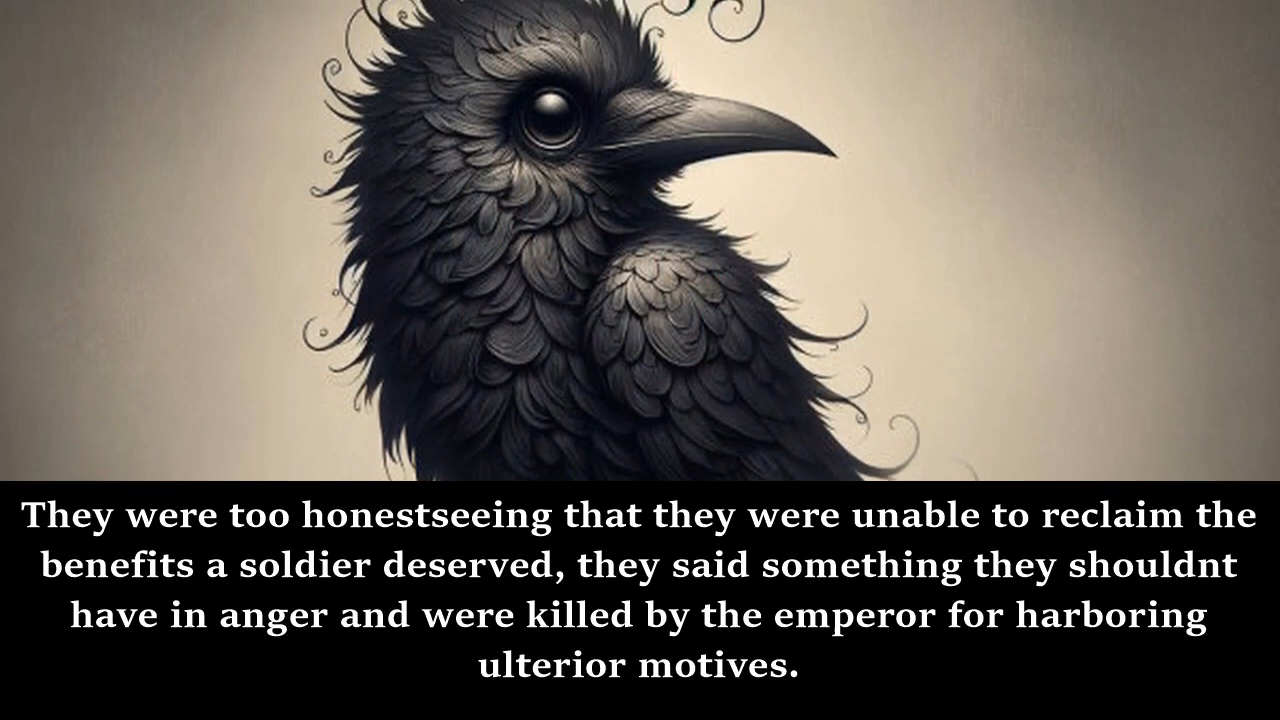 They were too honestseeing that they were unable to reclaim the
benefits a soldier deserved, they said something they shouldnt
have in anger and were killed by the emperor for harboring
ulterior motives.